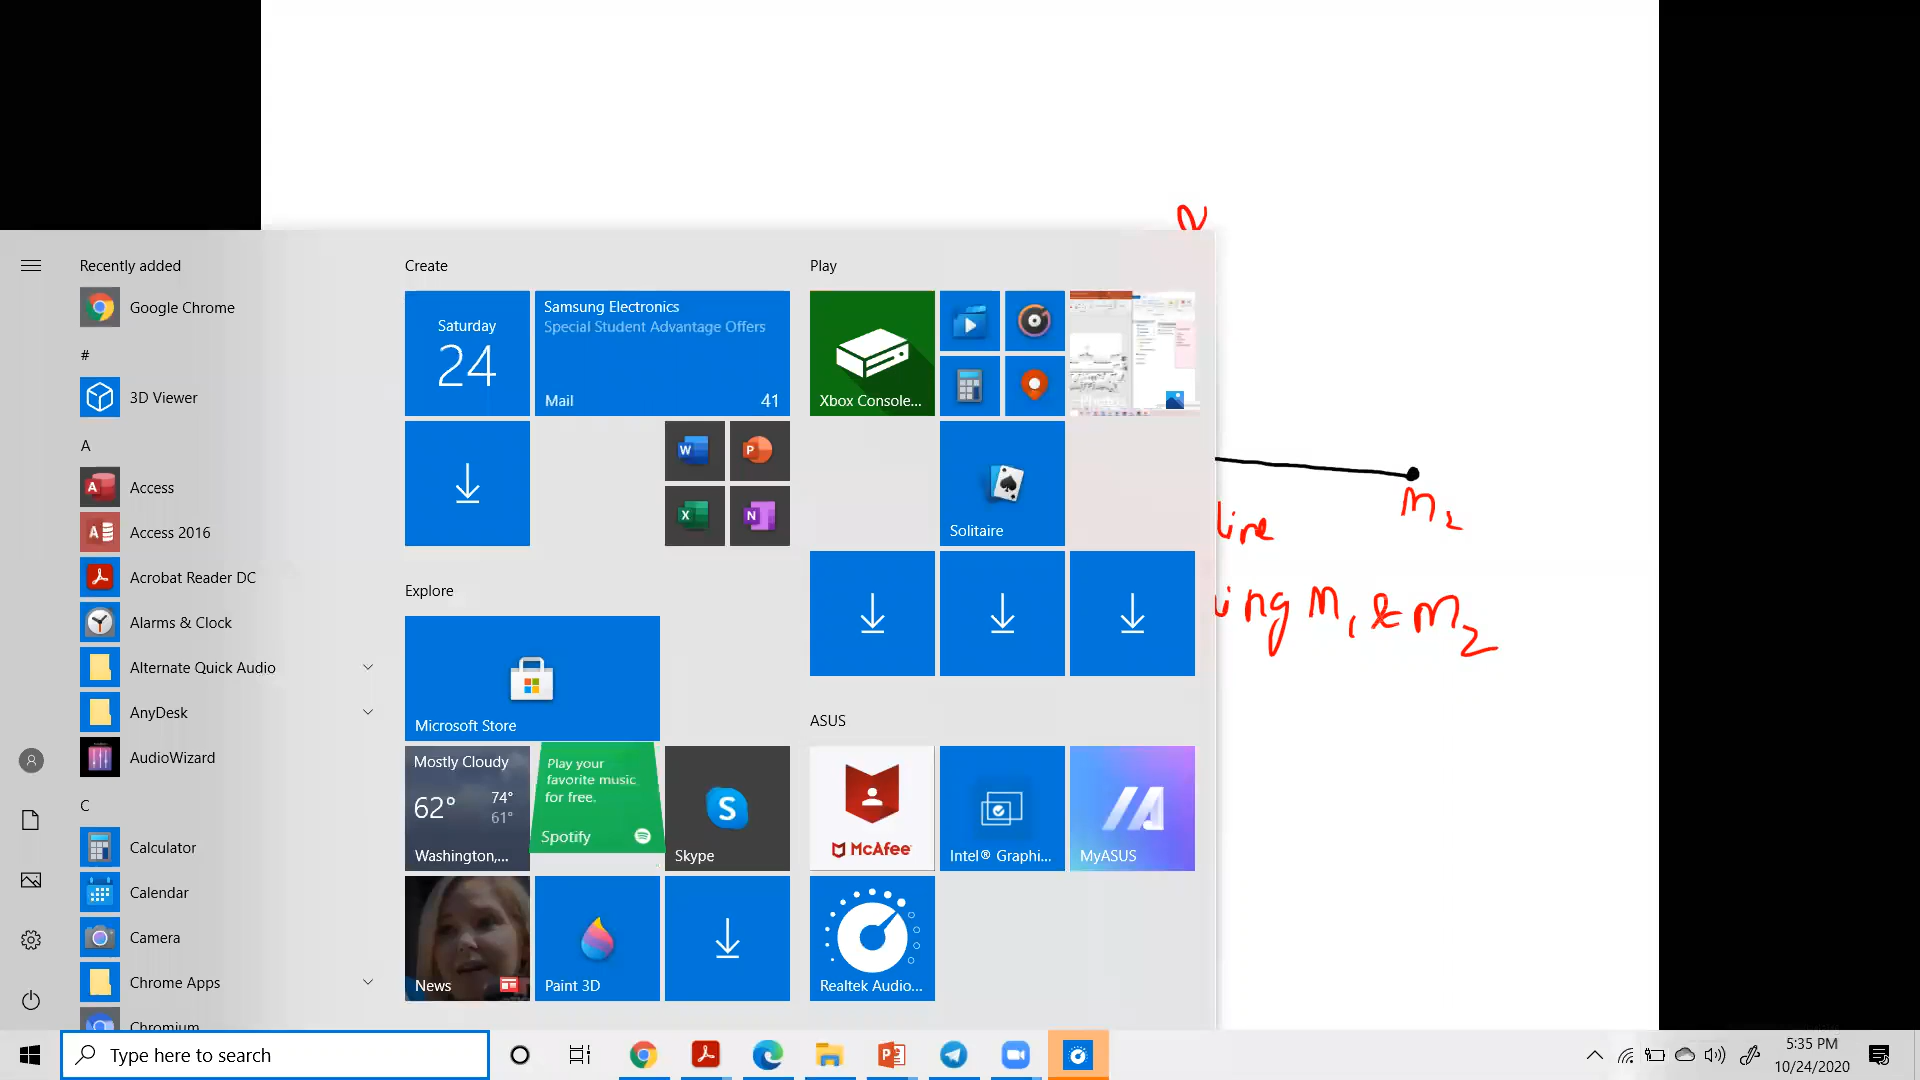 r
Recently added
Google Chrome
#
3D Viewer
A
Access
Access 2016
Acrobat Reader DC
Alarms & Clock
Alternate Quick Audio
AnyDesk
AudioWizard
C
Calculator
Calendar
Camera
Chrome Apps
Chromium
Create
Saturday
24
Samsung Electronics
Special Student Advantage Offers
Mail 41
Explore
Microsoft Store
Mostly Cloudy
62° 74°
61°
Washington,...
Play your
favorite music
for free.
Spotify
Skype
News
Paint 3D
Play
Xbox Console...
Photos
Solitaire
ASUS
McAfee
Intel® Graphi...
MyASUS
Realtek Audio...
m₂
line
ing m₁ & m₂
Type here to search
5:35 PM
10/24/2020